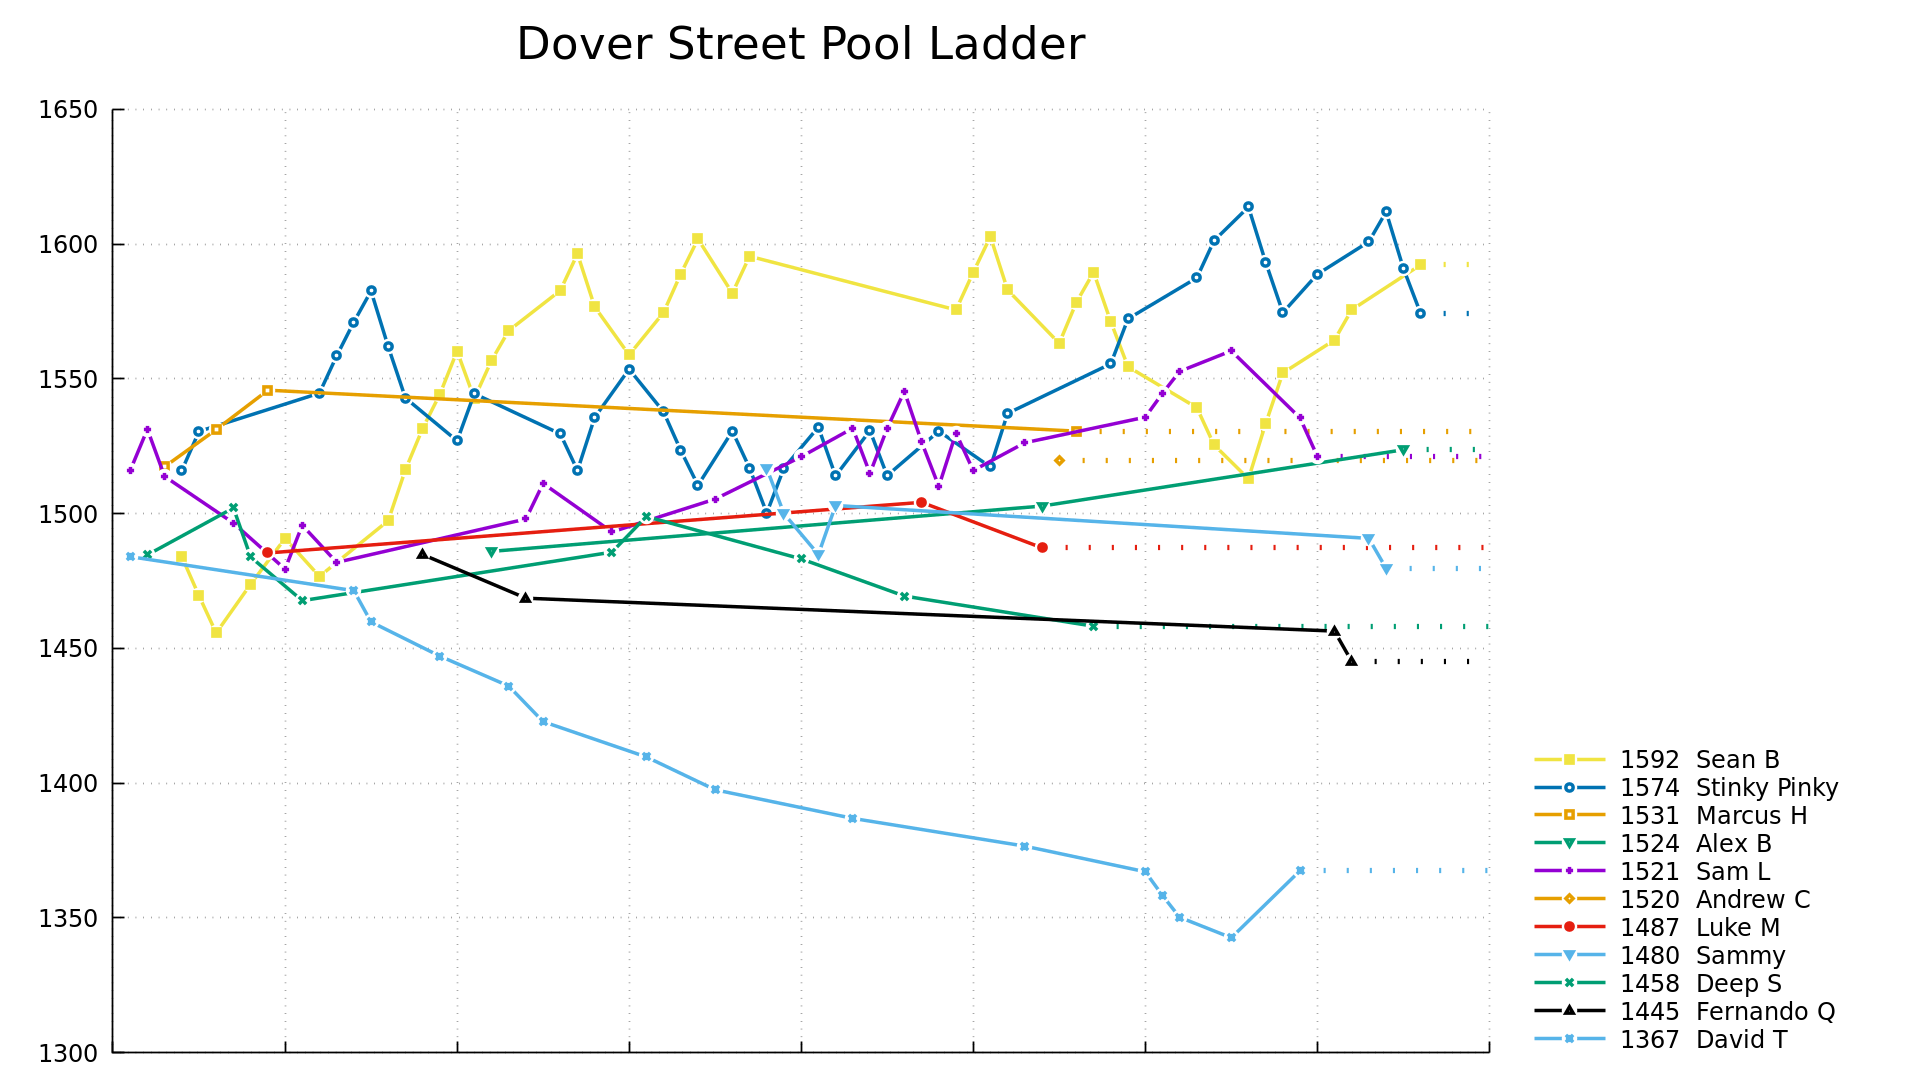 Dover Street Pool Ladder
1650
1600
1550
1500
1450
1400
1350
1300
1592 Sean B
1574 Stinky Pinky
1531 Marcus H
1524 Alex B
1521 Sam L
1520 Andrew C
1487 Luke M
1480 Sammy
1458 Deep S
1445 Fernando Q
1367 David T